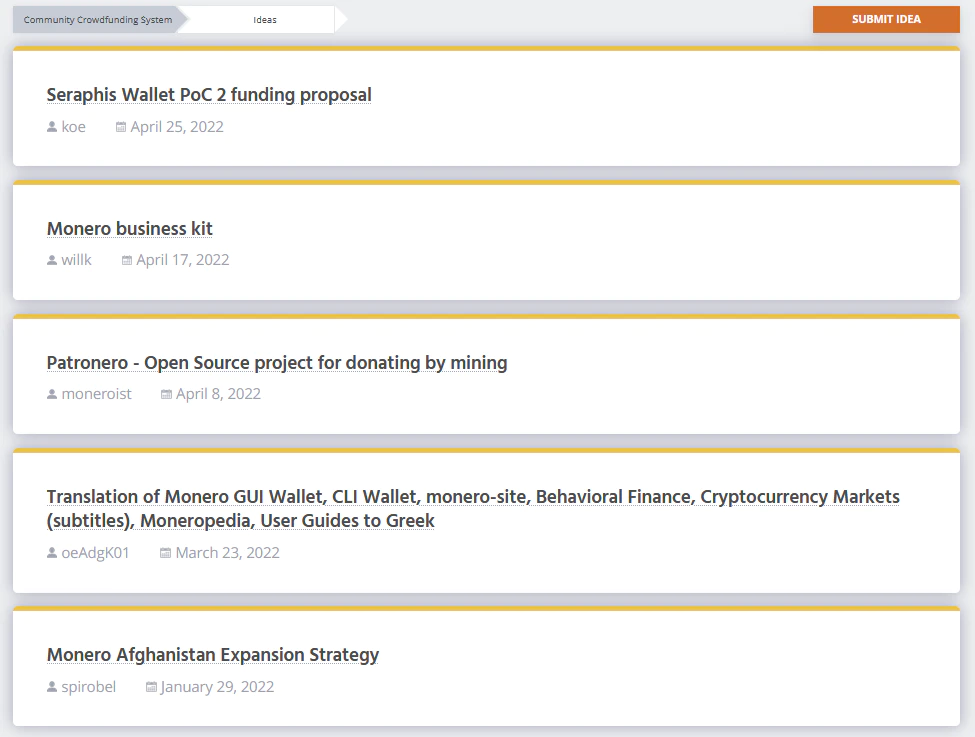 Community Crowdfunding System
Ideas
SUBMIT IDEA
Seraphis Wallet PoC 2 funding proposal
koe April 25, 2022
Monero business kit
willk April 17, 2022
Patronero - Open Source project for donating by mining
moneroist April 8, 2022
Translation of Monero GUI Wallet, CLI Wallet, monero-site, Behavioral Finance, Cryptocurrency Markets
(subtitles), Moneropedia, User Guides to Greek
oeAdgK01 March 23, 2022
Monero Afghanistan Expansion Strategy
spirobel January 29, 2022